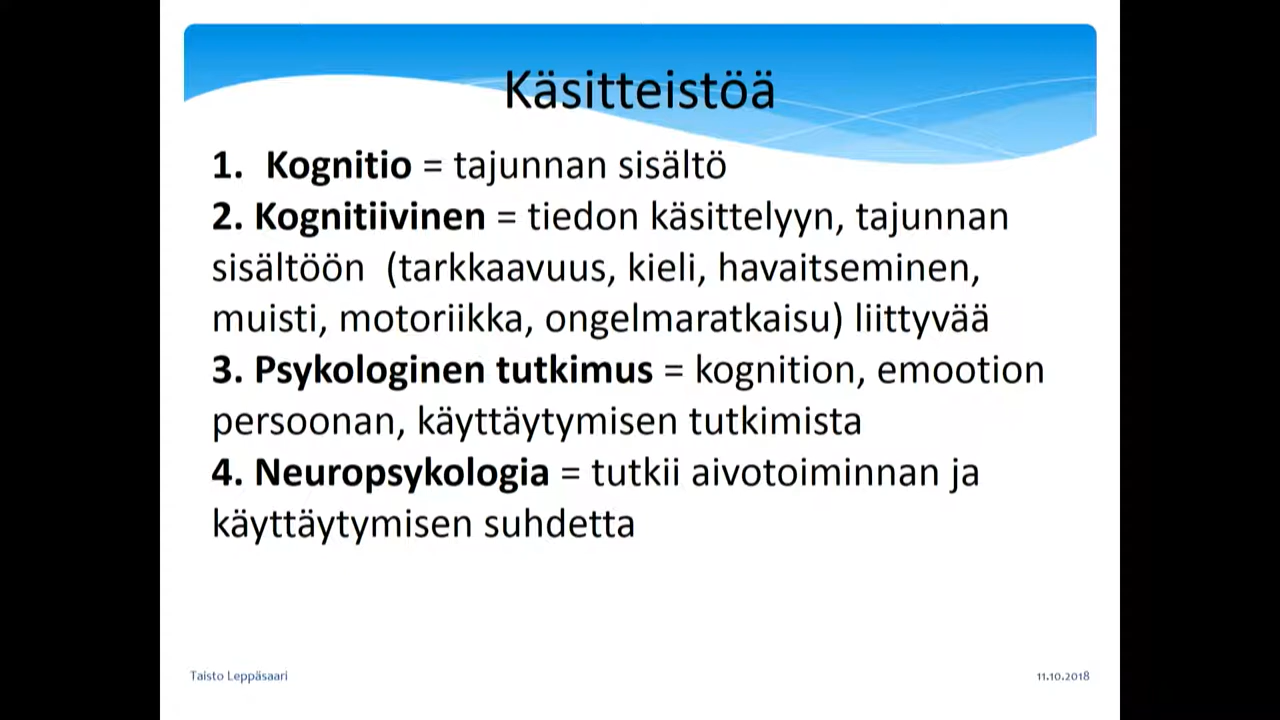 Käsitteistöä
1. Kognitio = tajunnan sisältö
2. Kognitiivinen = tiedon käsittelyyn, tajunnan
sisältöön (tarkkaavuus, kieli, havaitseminen,
muisti, motoriikka, ongelmaratkaisu) liittyvää
3. Psykologinen tutkimus = kognition, emootion
persoonan, käyttäytymisen tutkimista
4. Neuropsykologia = tutkii aivotoiminnan ja
käyttäytymisen suhdetta
Taisto Leppäsaari
11.10.2018